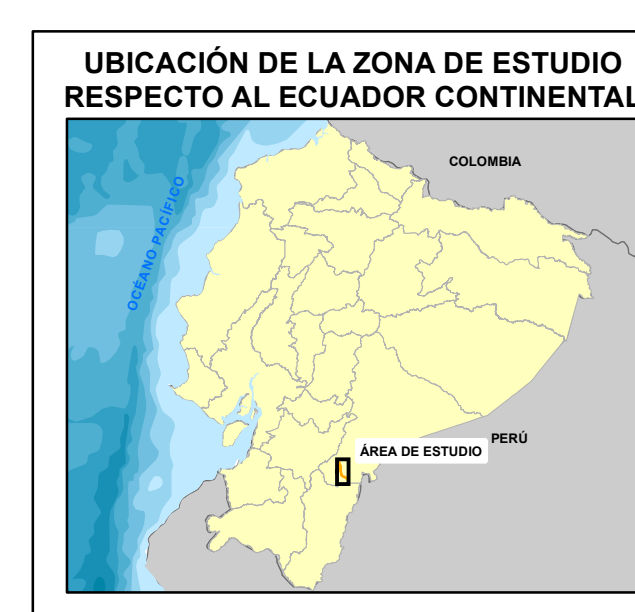 UBICACIÓN DE LA ZONA DE ESTUDIO
RESPECTO AL ECUADOR CONTINENTAL
COLOMBIA
OCÉANO PACÍFICO
PERÚ
ÁREA DE ESTUDIO